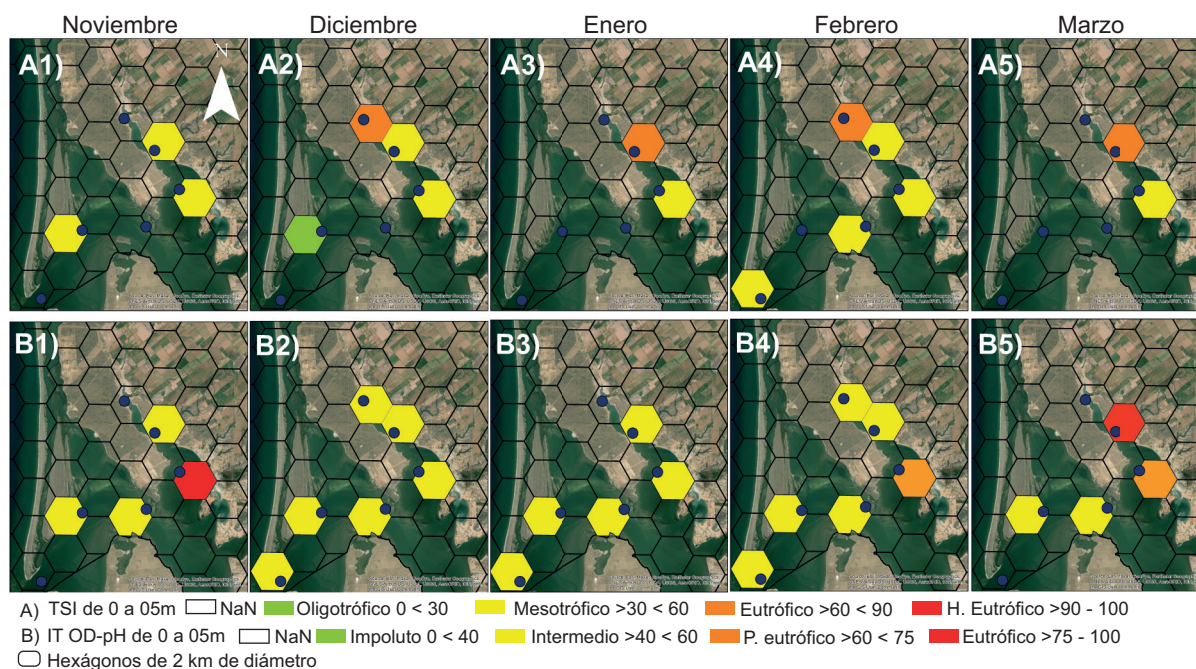 Noviembre Diciembre Enero Febrero Marzo
A1) N A2) A3) A4) A5)
B1) B2) B3) B4) B5)
A) TSI de 0 a 05m NaN Oligotrófico 0 < 30 Mesotrófico >30 < 60 Eutrófico >60 < 90 H. Eutrófico >90 - 100
B) IT OD-pH de 0 a 05m NaN Impoluto 0 < 40 Intermedio >40 < 60 P. eutrófico >60 < 75 Eutrófico >75 - 100
Hexágonos de 2 km de diámetro